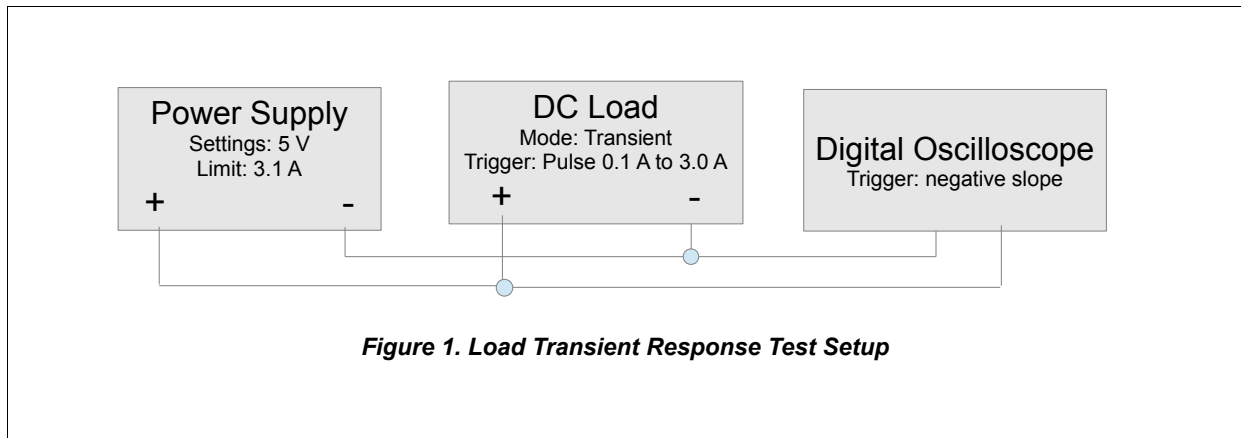 Power Supply
Settings: 5 V
Limit: 3.1 A
+ -
DC Load
Mode: Transient
Trigger: Pulse 0.1 A to 3.0 A
+ -
Digital Oscilloscope
Trigger: negative slope
Figure 1. Load Transient Response Test Setup